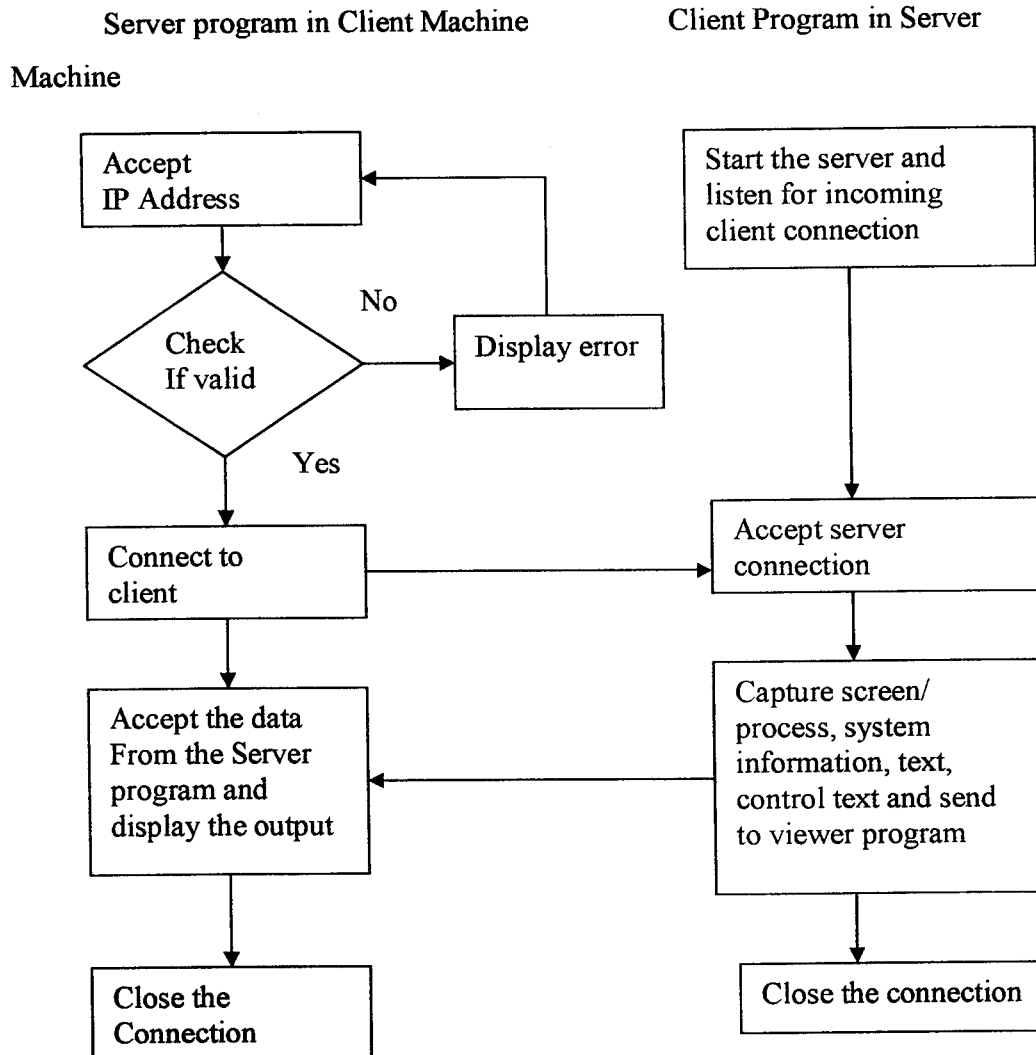 Server program in Client Machine
Client Program in Server
Machine
Accept
IP Address
Start the server and
listen for incoming
client connection
No
Check
If valid
Display error
Yes
Connect to
client
Accept server
connection
Accept the data
From the Server
program and
display the output
Capture screen/
process, system
information, text,
control text and send
to viewer program
Close the
Connection
Close the connection